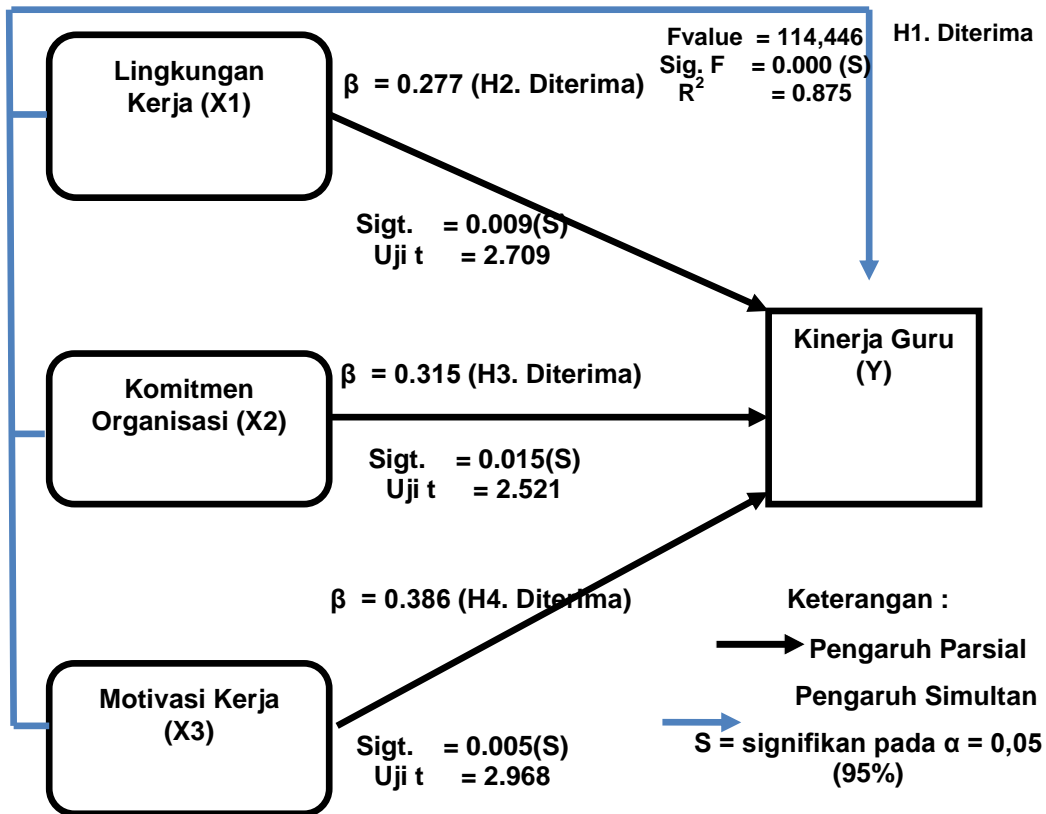 Lingkungan
Kerja (X1)
β = 0.277 (H2. Diterima)
Fvalue = 114,446
Sig. F = 0.000 (S)
R² = 0.875
H1. Diterima
Sigt. = 0.009(S)
Uji t = 2.709
Kinerja Guru
(Y)
Komitmen
Organisasi (X2)
β = 0.315 (H3. Diterima)
Sigt. = 0.015(S)
Uji t = 2.521
β = 0.386 (H4. Diterima)
Motivasi Kerja
(X3)
Sigt. = 0.005(S)
Uji t = 2.968
Keterangan :
Pengaruh Parsial
Pengaruh Simultan
S = signifikan pada α = 0,05
(95%)